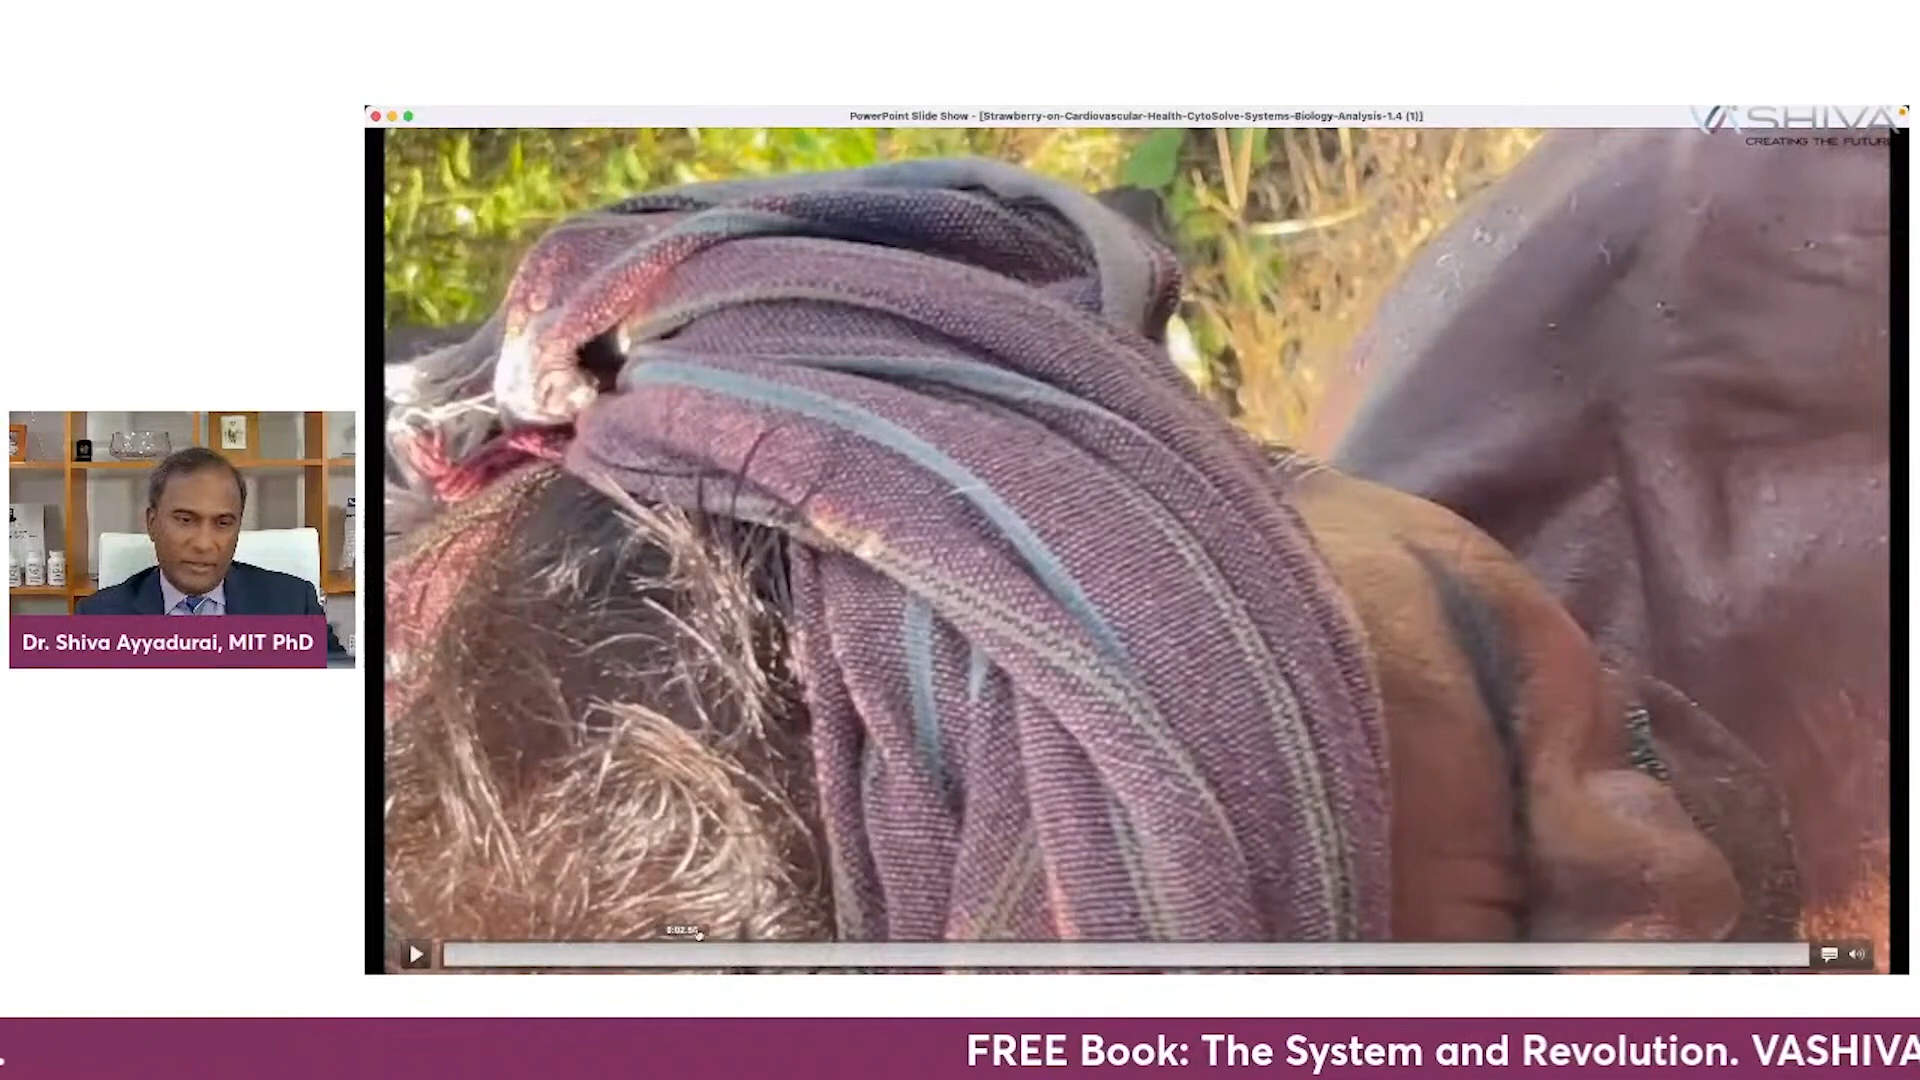 PowerPoint Slide Show - [Strawberry-on-Cardiovascular-Health-CytoSolve-Systems-Biology-Analysis-1.4 (1)]
VASHIVA
CREATING THE FUTURE
Dr. Shiva Ayyadurai, MIT PhD
FREE Book: The System and Revolution. VASHIVA